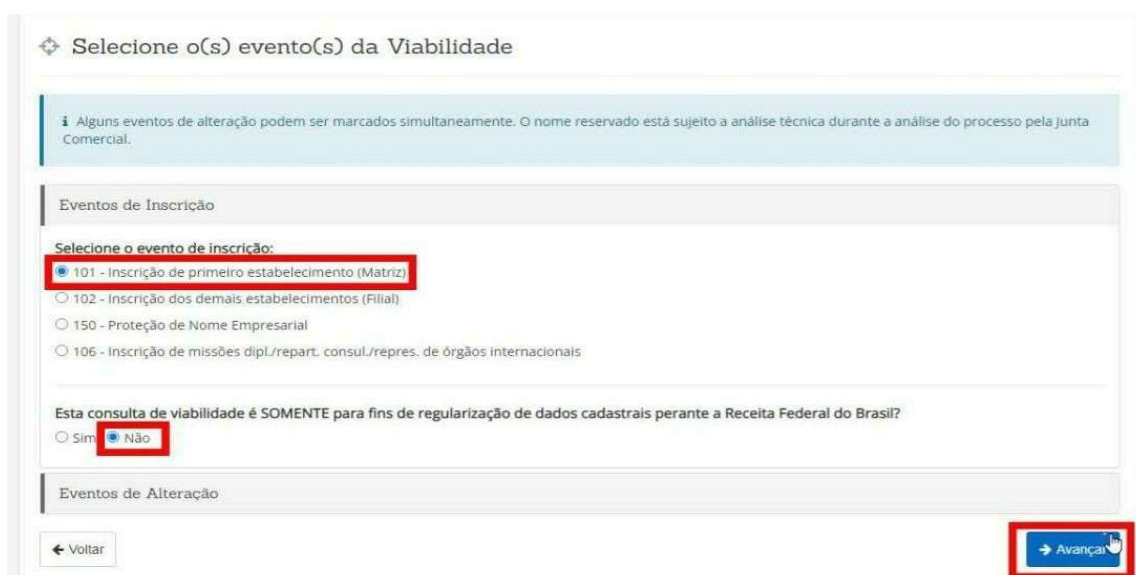 Selecione o(s) evento(s) da Viabilidade
i Alguns eventos de alteração podem ser marcados simultaneamente. O nome reservado está sujeito a análise técnica durante a análise do processo pela Junta
Comercial.
Eventos de Inscrição
Selecione o evento de inscrição:
101 - Inscrição de primeiro estabelecimento (Matriz)
102 - Inscrição dos demais estabelecimentos (Filial)
150 - Proteção de Nome Empresarial
106 - Inscrição de missões dipl./repart. consul./repres. de órgãos internacionais
Esta consulta de viabilidade é SOMENTE para fins de regularização de dados cadastrais perante a Receita Federal do Brasil?
Sim Não
Eventos de Alteração
Voltar
Avançar